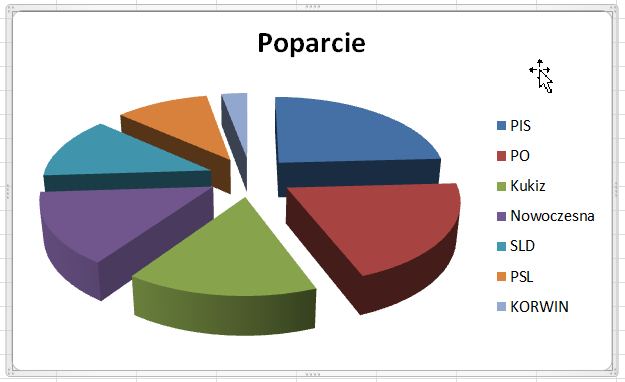 Poparcie
PIS
PO
Kukiz
Nowoczesna
SLD
PSL
KORWIN